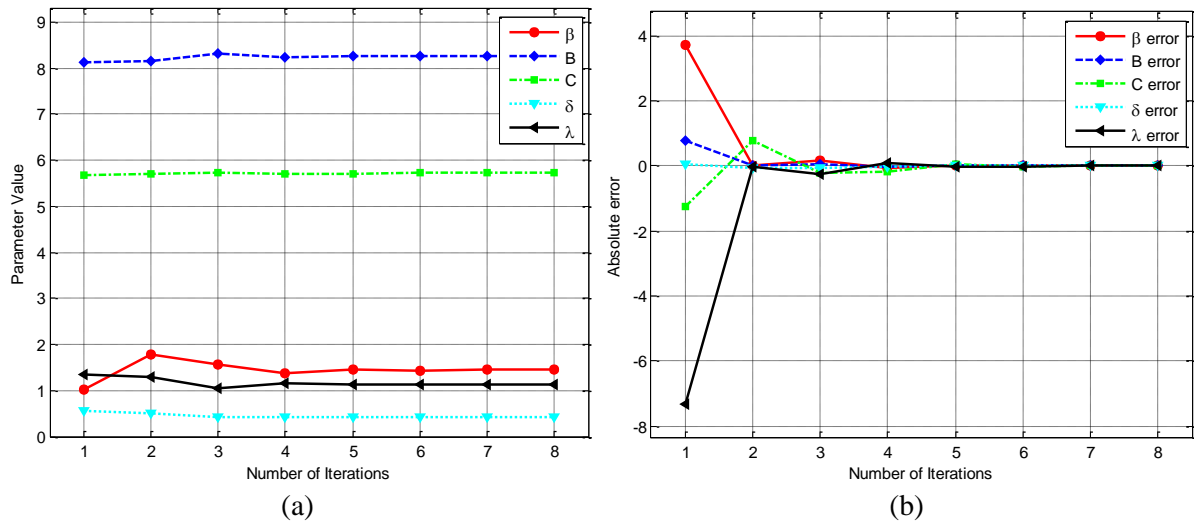 9
8
7
6
5
4
3
2
1
0
Parameter Value
β
B
C
δ
λ
1 2 3 4 5 6 7 8
Number of Iterations
(a)
4
2
0
-2
-4
-6
-8
Absolute error
β error
B error
C error
δ error
λ error
1 2 3 4 5 6 7 8
Number of Iterations
(b)